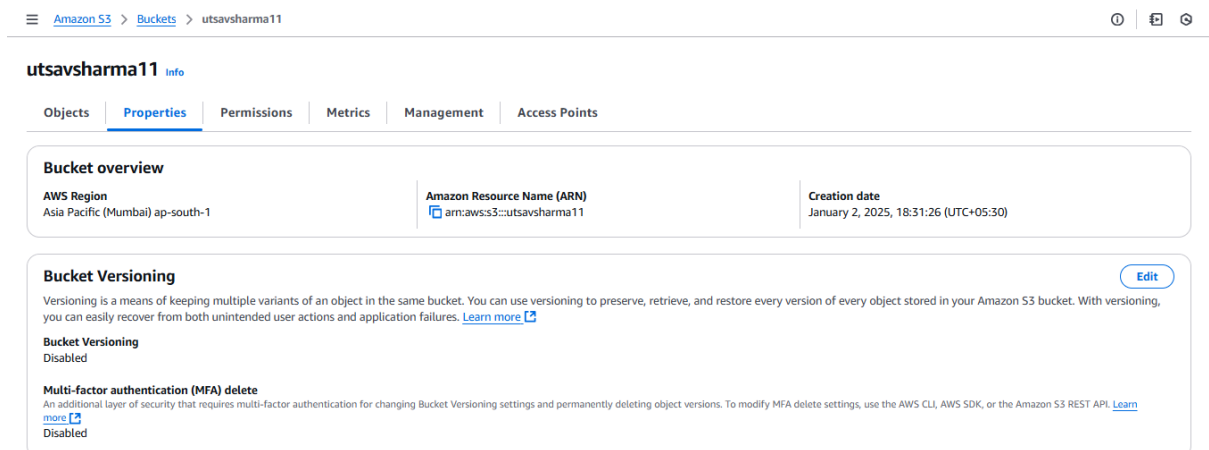 Amazon S3 > Buckets > utsavsharma11
utsavsharma11 Info
Objects Properties Permissions Metrics Management Access Points
Bucket overview
AWS Region
Asia Pacific (Mumbai) ap-south-1
Amazon Resource Name (ARN)
arn:aws:s3:::utsavsharma11
Creation date
January 2, 2025, 18:31:26 (UTC+05:30)
Bucket Versioning
Edit
Versioning is a means of keeping multiple variants of an object in the same bucket. You can use versioning to preserve, retrieve, and restore every version of every object stored in your Amazon S3 bucket. With versioning,
you can easily recover from both unintended user actions and application failures. Learn more
Bucket Versioning
Disabled
Multi-factor authentication (MFA) delete
An additional layer of security that requires multi-factor authentication for changing Bucket Versioning settings and permanently deleting object versions. To modify MFA delete settings, use the AWS CLI, AWS SDK, or the Amazon S3 REST API. Learn
more
Disabled